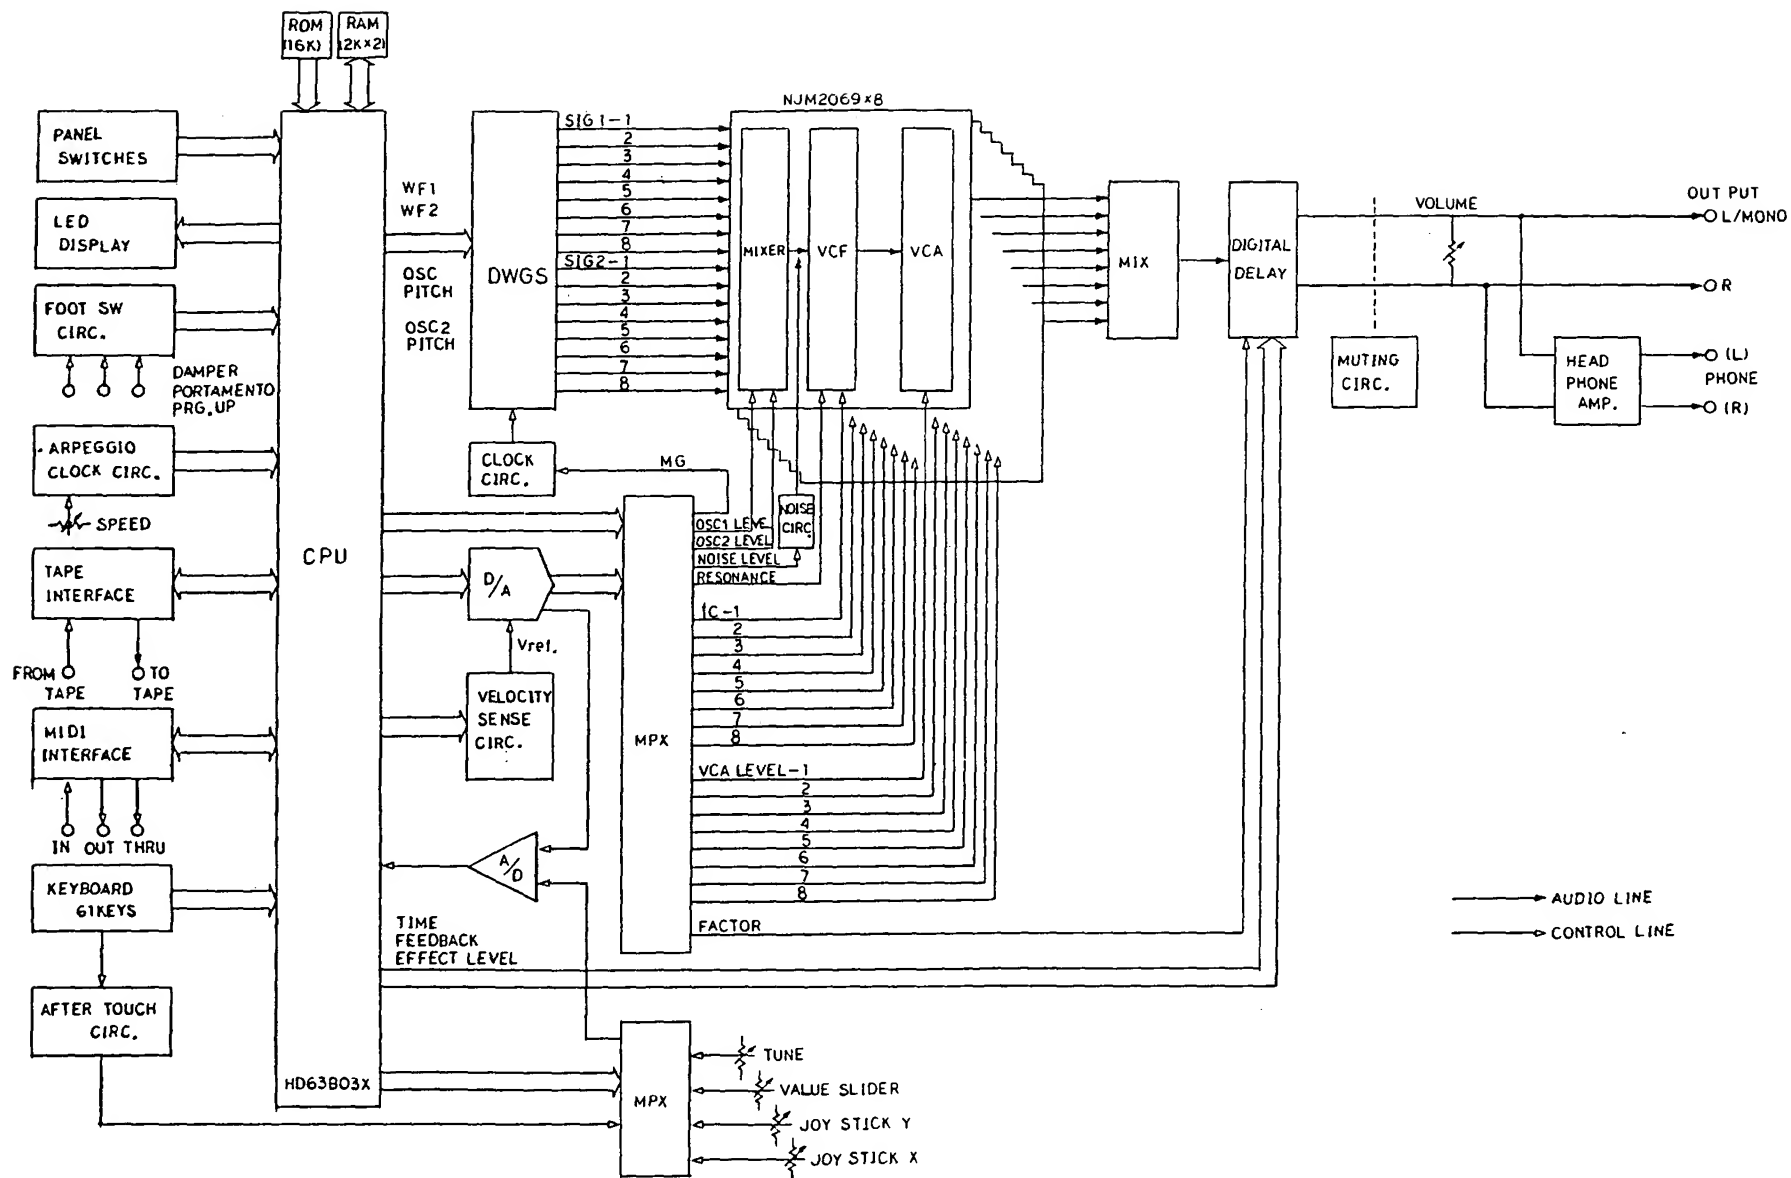 ROM
(16K)
RAM
(2K×2)
NJM2069×8
PANEL
SWITCHES
LED
DISPLAY
FOOT SW
CIRC.
DAMPER
PORTAMENTO
PRG.UP
ARPEGGIO
CLOCK CIRC.
SPEED
TAPE
INTERFACE
FROM
TAPE
TO
TAPE
MIDI
INTERFACE
IN OUT THRU
KEYBOARD
61KEYS
AFTER TOUCH
CIRC.
CPU
HD63B03X
WF1
WF2
OSC
PITCH
OSC2
PITCH
DWGS
CLOCK
CIRC.
MG
D/A
Vref.
VELOCITY
SENSE
CIRC.
A/D
TIME
FEEDBACK
EFFECT LEVEL
SIG1-1
2
3
4
5
6
7
8
SIG2-1
2
3
4
5
6
7
8
MIXER
VCF
VCA
MIX
DIGITAL
DELAY
VOLUME
MUTING
CIRC.
OUT PUT
L/MONO
R
HEAD
PHONE
AMP.
(L)
PHONE
(R)
NOISE
CIRC.
MPX
OSC1 LEVEL
OSC2 LEVEL
NOISE LEVEL
RESONANCE
fC-1
2
3
4
5
6
7
8
VCA LEVEL-1
2
3
4
5
6
7
8
FACTOR
AUDIO LINE
CONTROL LINE
MPX
TUNE
VALUE SLIDER
JOY STICK Y
JOY STICK X